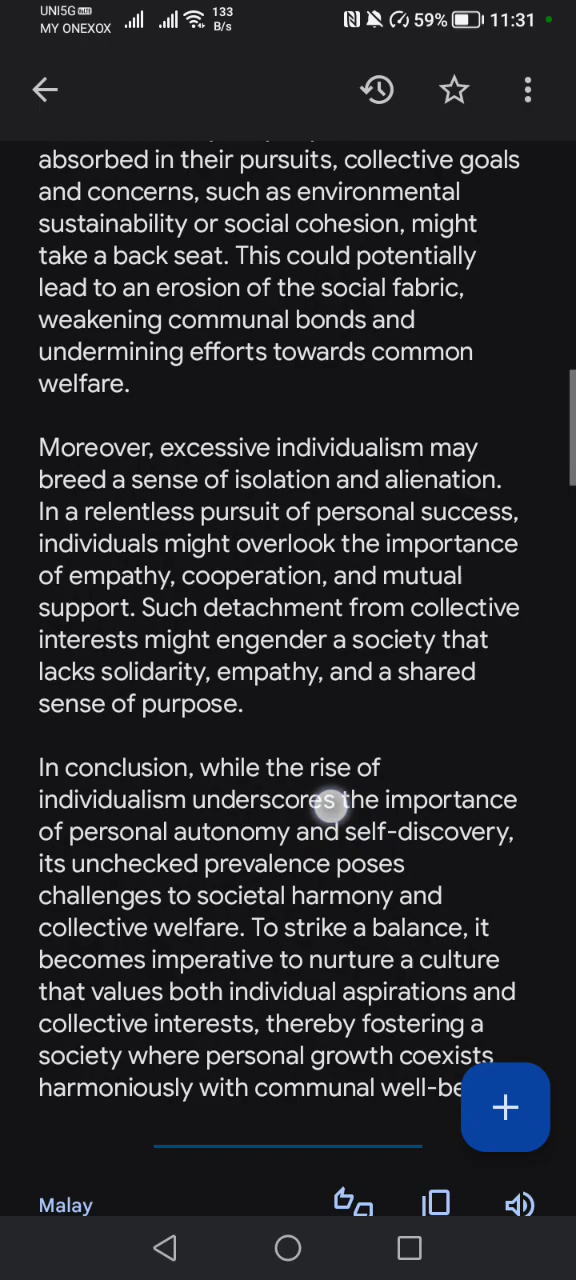 UNI5G
MY ONEXOX
133
B/s
59%
11:31
absorbed in their pursuits, collective goals
and concerns, such as environmental
sustainability or social cohesion, might
take a back seat. This could potentially
lead to an erosion of the social fabric,
weakening communal bonds and
undermining efforts towards common
welfare.
Moreover, excessive individualism may
breed a sense of isolation and alienation.
In a relentless pursuit of personal success,
individuals might overlook the importance
of empathy, cooperation, and mutual
support. Such detachment from collective
interests might engender a society that
lacks solidarity, empathy, and a shared
sense of purpose.
In conclusion, while the rise of
individualism underscores the importance
of personal autonomy and self-discovery,
its unchecked prevalence poses
challenges to societal harmony and
collective welfare. To strike a balance, it
becomes imperative to nurture a culture
that values both individual aspirations and
collective interests, thereby fostering a
society where personal growth coexists
harmoniously with communal well-be
Malay